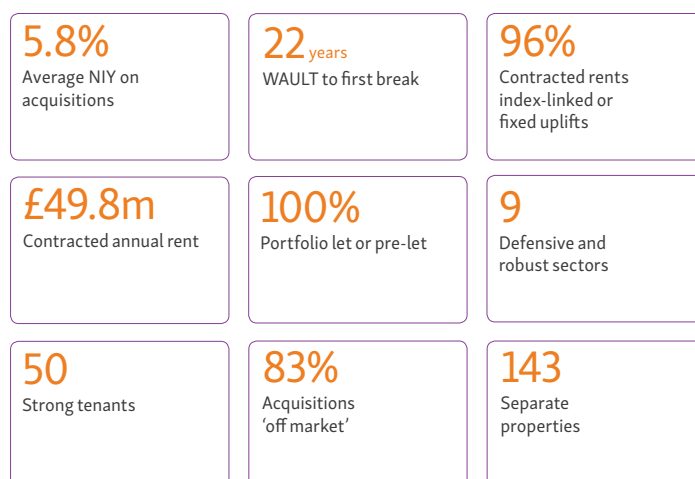 5.8%
Average NIY on
acquisitions
22 years
WAULT to first break
96%
Contracted rents
index-linked or
fixed uplifts
£49.8m
Contracted annual rent
100%
Portfolio let or pre-let
9
Defensive and
robust sectors
50
Strong tenants
83%
Acquisitions
‘off market’
143
Separate
properties